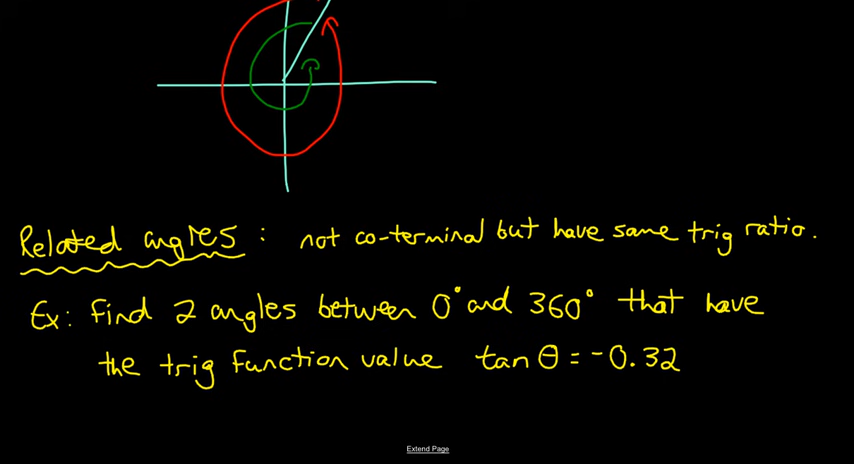 Related angles : not co-terminal but have same trig ratio.
Ex: Find 2 angles between 0° and 360° that have
the trig function value tan θ = -0.32
Extend Page